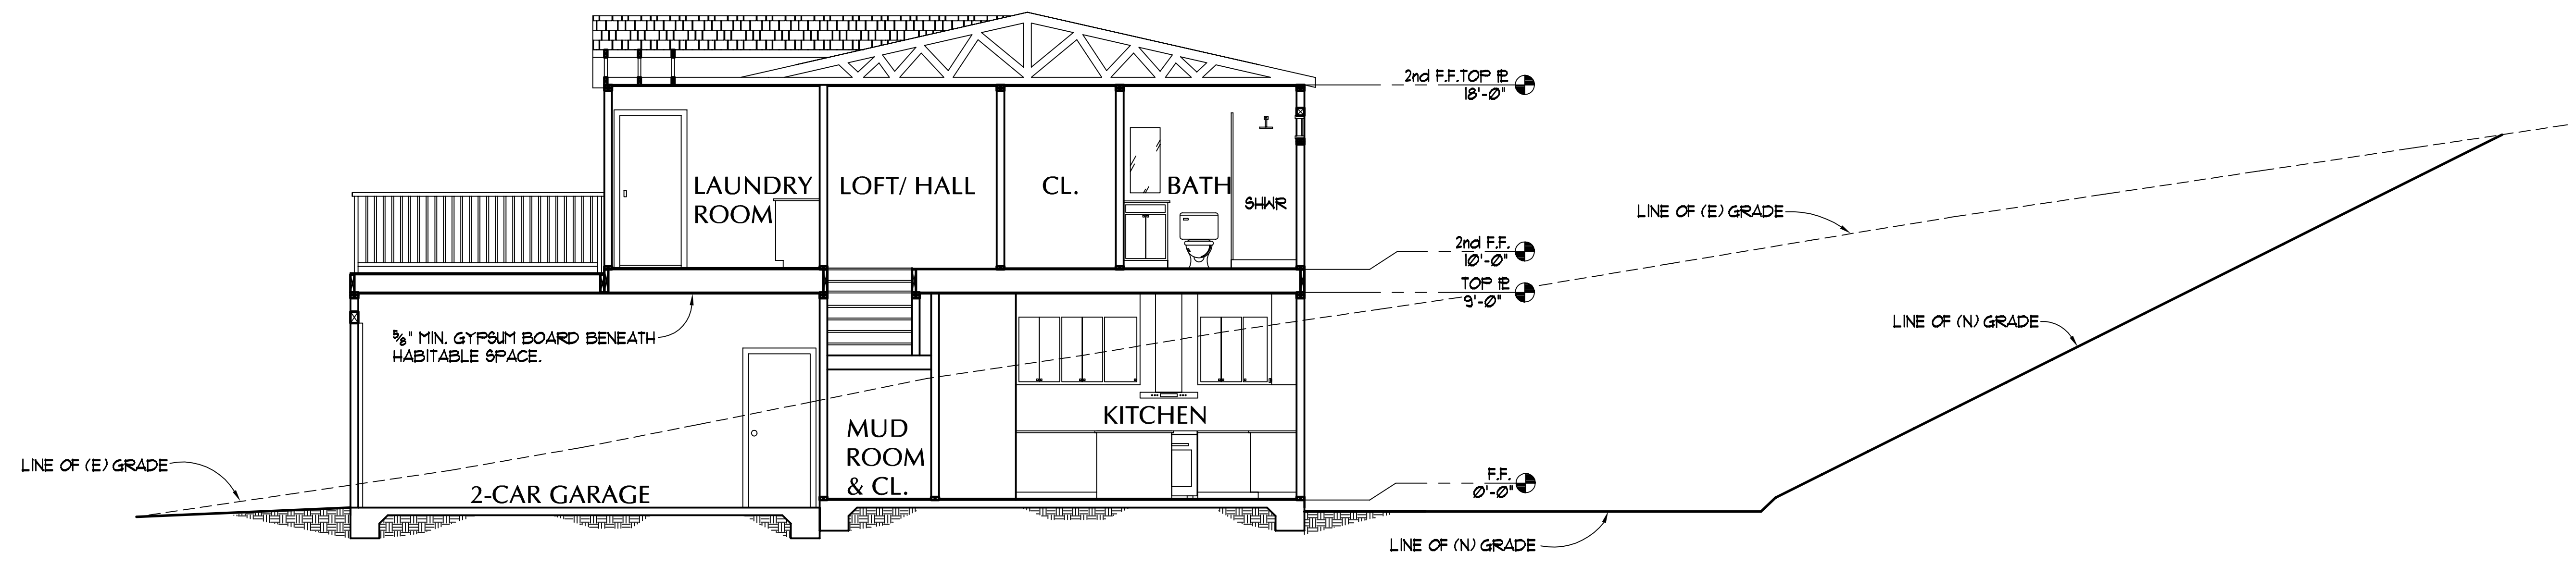 2nd F.F. TOP PL
18'-0"
LAUNDRY
ROOM
LOFT/ HALL
CL.
BATH
SHWR
LINE OF (E) GRADE
2nd F.F.
10'-0"
TOP PL
9'-0"
LINE OF (N) GRADE
5/8" MIN. GYPSUM BOARD BENEATH
HABITABLE SPACE.
KITCHEN
MUD
ROOM
& CL.
LINE OF (E) GRADE
2-CAR GARAGE
F.F.
0'-0"
LINE OF (N) GRADE